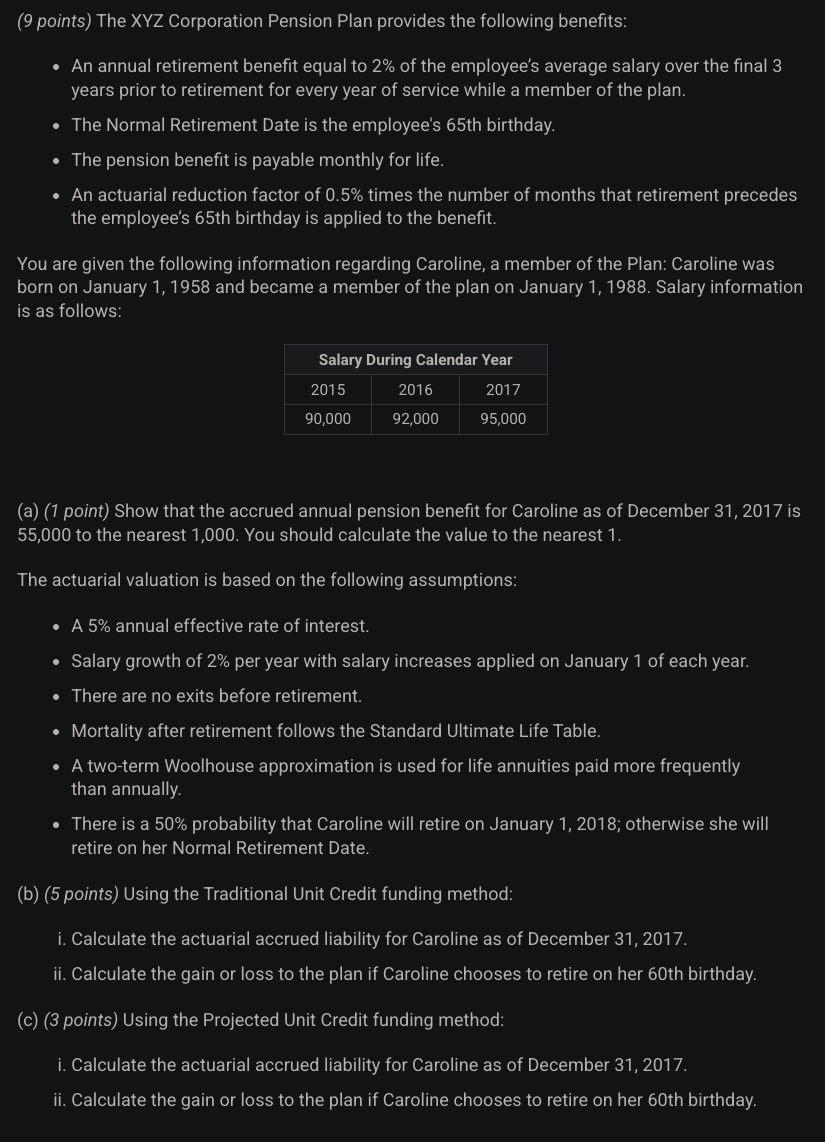 (9 points) The XYZ Corporation Pension Plan provides the following benefits:
• An annual retirement benefit equal to 2% of the employee’s average salary over the final 3
years prior to retirement for every year of service while a member of the plan.
• The Normal Retirement Date is the employee's 65th birthday.
• The pension benefit is payable monthly for life.
• An actuarial reduction factor of 0.5% times the number of months that retirement precedes
the employee’s 65th birthday is applied to the benefit.
You are given the following information regarding Caroline, a member of the Plan: Caroline was
born on January 1, 1958 and became a member of the plan on January 1, 1988. Salary information
is as follows:
Salary During Calendar Year
2015 2016 2017
90,000 92,000 95,000
(a) (1 point) Show that the accrued annual pension benefit for Caroline as of December 31, 2017 is
55,000 to the nearest 1,000. You should calculate the value to the nearest 1.
The actuarial valuation is based on the following assumptions:
• A 5% annual effective rate of interest.
• Salary growth of 2% per year with salary increases applied on January 1 of each year.
• There are no exits before retirement.
• Mortality after retirement follows the Standard Ultimate Life Table.
• A two-term Woolhouse approximation is used for life annuities paid more frequently
than annually.
• There is a 50% probability that Caroline will retire on January 1, 2018; otherwise she will
retire on her Normal Retirement Date.
(b) (5 points) Using the Traditional Unit Credit funding method:
i. Calculate the actuarial accrued liability for Caroline as of December 31, 2017.
ii. Calculate the gain or loss to the plan if Caroline chooses to retire on her 60th birthday.
(c) (3 points) Using the Projected Unit Credit funding method:
i. Calculate the actuarial accrued liability for Caroline as of December 31, 2017.
ii. Calculate the gain or loss to the plan if Caroline chooses to retire on her 60th birthday.